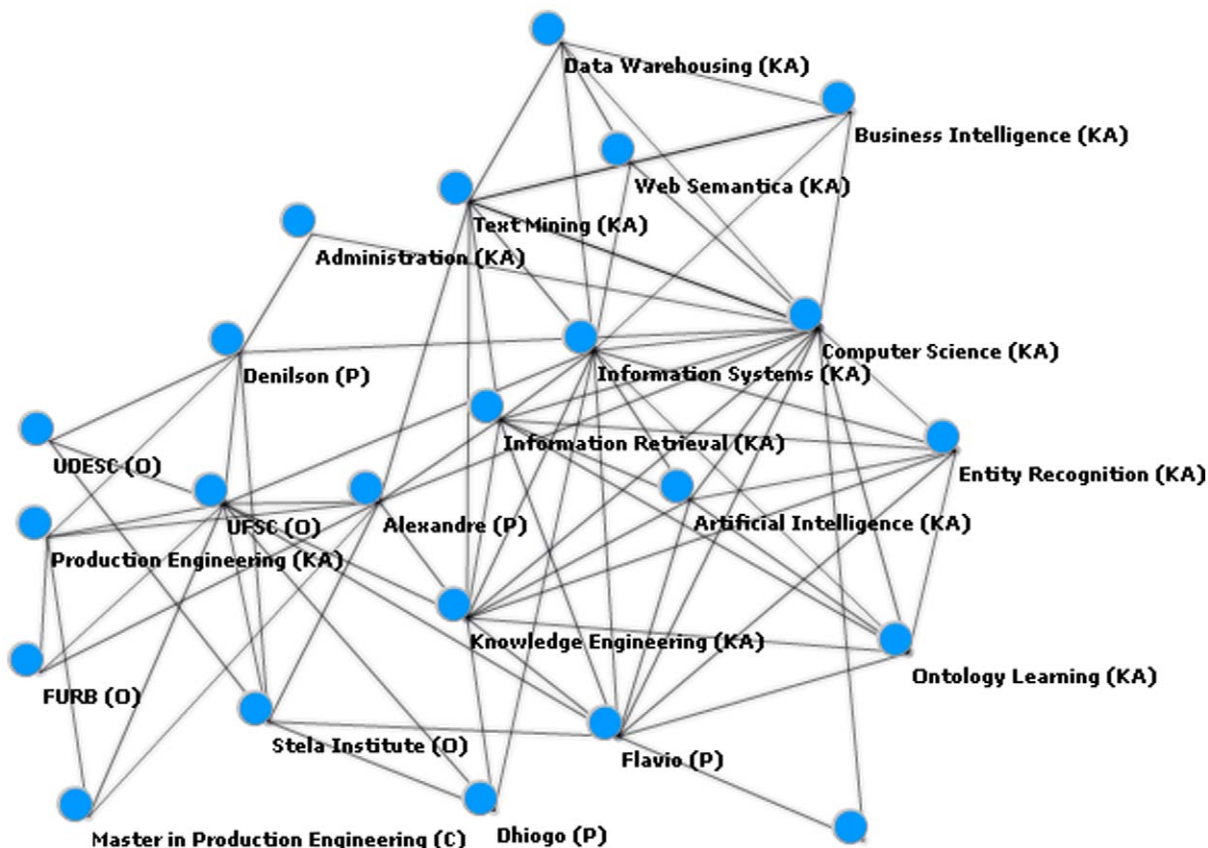 Data Warehousing (KA)
Business Intelligence (KA)
Web Semantica (KA)
Text Mining (KA)
Administration (KA)
Computer Science (KA)
Denilson (P)
Information Systems (KA)
Information Retrieval (KA)
UDESC (O)
Entity Recognition (KA)
UFSC (O)
Alexandre (P)
Artificial Intelligence (KA)
Production Engineering (KA)
Knowledge Engineering (KA)
Ontology Learning (KA)
FURB (O)
Stela Institute (O)
Flavio (P)
Master in Production Engineering (C)
Dhiogo (P)